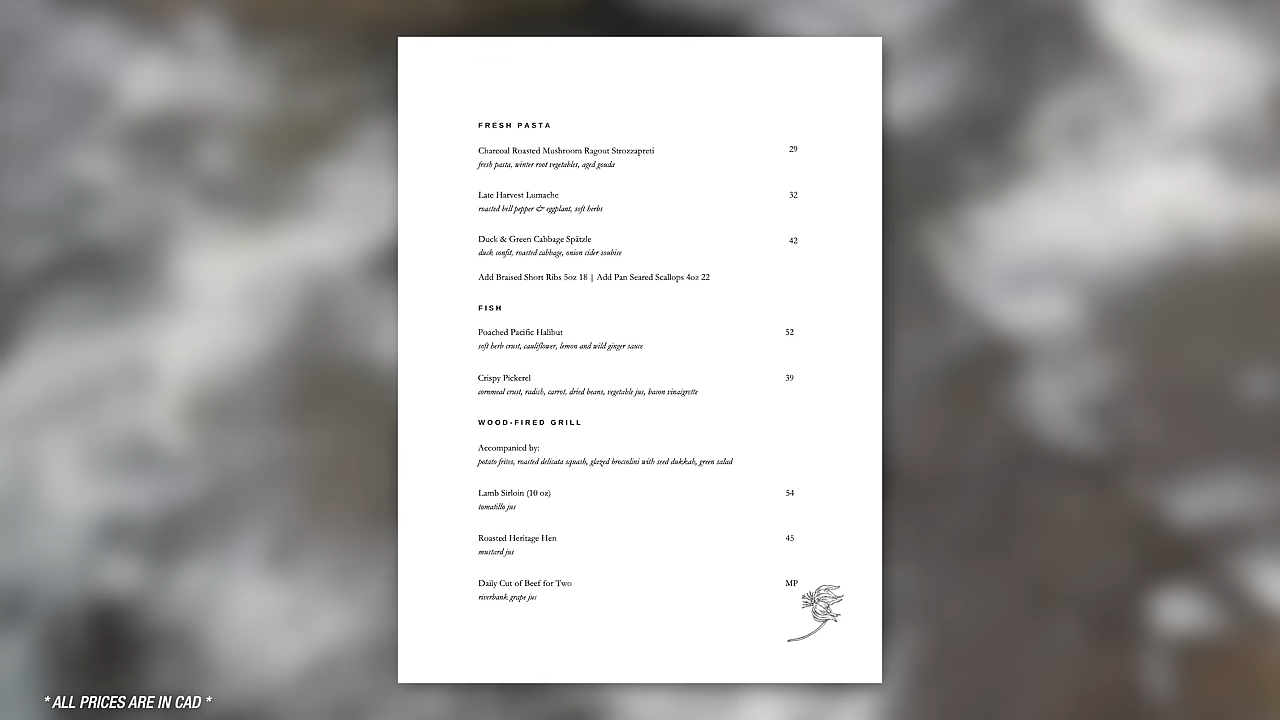 FRESH PASTA
Charcoal Roasted Mushroom Ragout Strozzapreti 29
fresh pasta, winter root vegetables, aged gouda
Late Harvest Lumache 32
roasted bell pepper & eggplant, soft herbs
Duck & Green Cabbage Spätzle 42
duck confit, roasted cabbage, onion cider soubise
Add Braised Short Ribs 5oz 18 | Add Pan Seared Scallops 4oz 22
FISH
Poached Pacific Halibut 52
soft herb crust, cauliflower, lemon and wild ginger sauce
Crispy Pickerel 39
cornmeal crust, radish, carrot, dried beans, vegetable jus, bacon vinaigrette
WOOD-FIRED GRILL
Accompanied by:
potato frites, roasted delicata squash, glazed broccolini with seed dukkah, green salad
Lamb Sirloin (10 oz) 54
tomatillo jus
Roasted Heritage Hen 45
mustard jus
Daily Cut of Beef for Two MP
riverbank grape jus
* ALL PRICES ARE IN CAD *